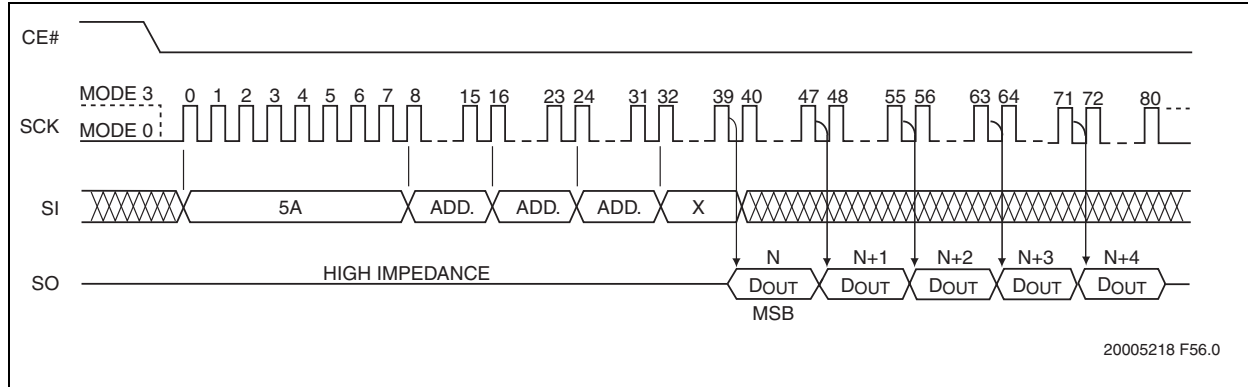 CE#
MODE 3 0 1 2 3 4 5 6 7 8 15 16 23 24 31 32 39 40 47 48 55 56 63 64 71 72 80
SCK
MODE 0
SI 5A ADD. ADD. ADD. X
N N+1 N+2 N+3 N+4
SO HIGH IMPEDANCE DOUT DOUT DOUT DOUT DOUT
MSB
20005218 F56.0